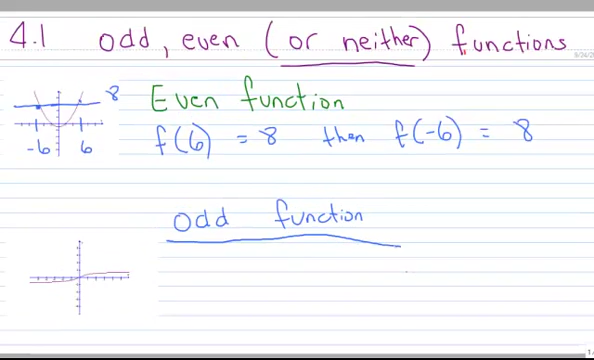 4.1 odd, even (or neither) functions
8
Even function
f(6) = 8 then f(-6) = 8
-6 6
odd function